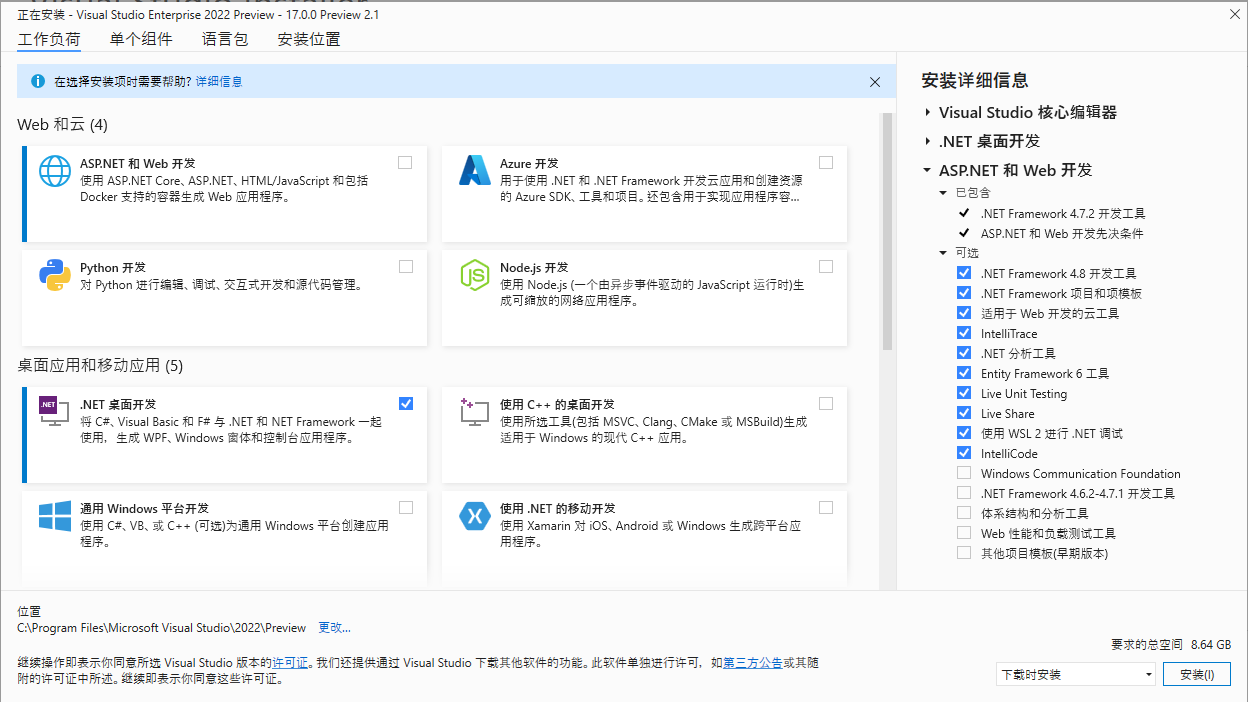 正在安装 - Visual Studio Enterprise 2022 Preview - 17.0.0 Preview 2.1
工作负荷 单个组件 语言包 安装位置
在选择安装项时需要帮助? 详细信息
Web 和云 (4)
ASP.NET 和 Web 开发
使用 ASP.NET Core、ASP.NET、HTML/JavaScript 和包括
Docker 支持的容器生成 Web 应用程序。
Azure 开发
用于使用 .NET 和 .NET Framework 开发云应用和创建资源
的 Azure SDK、工具和项目。还包含用于实现应用程序容...
Python 开发
对 Python 进行编辑、调试、交互式开发和源代码管理。
Node.js 开发
使用 Node.js (一个由异步事件驱动的 JavaScript 运行时)生
成可缩放的网络应用程序。
桌面应用和移动应用 (5)
.NET
.NET 桌面开发
将 C#、Visual Basic 和 F# 与 .NET 和 NET Framework 一起
使用，生成 WPF、Windows 窗体和控制台应用程序。
使用 C++ 的桌面开发
使用所选工具(包括 MSVC、Clang、CMake 或 MSBuild)生成
适用于 Windows 的现代 C++ 应用。
通用 Windows 平台开发
使用 C#、VB、或 C++ (可选)为通用 Windows 平台创建应用
程序。
使用 .NET 的移动开发
使用 Xamarin 对 iOS、Android 或 Windows 生成跨平台应
用程序。
安装详细信息
Visual Studio 核心编辑器
.NET 桌面开发
ASP.NET 和 Web 开发
已包含
.NET Framework 4.7.2 开发工具
ASP.NET 和 Web 开发先决条件
可选
.NET Framework 4.8 开发工具
.NET Framework 项目和项模板
适用于 Web 开发的云工具
IntelliTrace
.NET 分析工具
Entity Framework 6 工具
Live Unit Testing
Live Share
使用 WSL 2 进行 .NET 调试
IntelliCode
Windows Communication Foundation
.NET Framework 4.6.2-4.7.1 开发工具
体系结构和分析工具
Web 性能和负载测试工具
其他项目模板(早期版本)
位置
C:\Program Files\Microsoft Visual Studio\2022\Preview 更改...
继续操作即表示你同意所选 Visual Studio 版本的许可证。我们还提供通过 Visual Studio 下载其他软件的功能。此软件单独进行许可，如第三方公告或其随
附的许可证中所述。继续即表示你同意这些许可证。
要求的总空间 8.64 GB
下载时安装 安装(I)